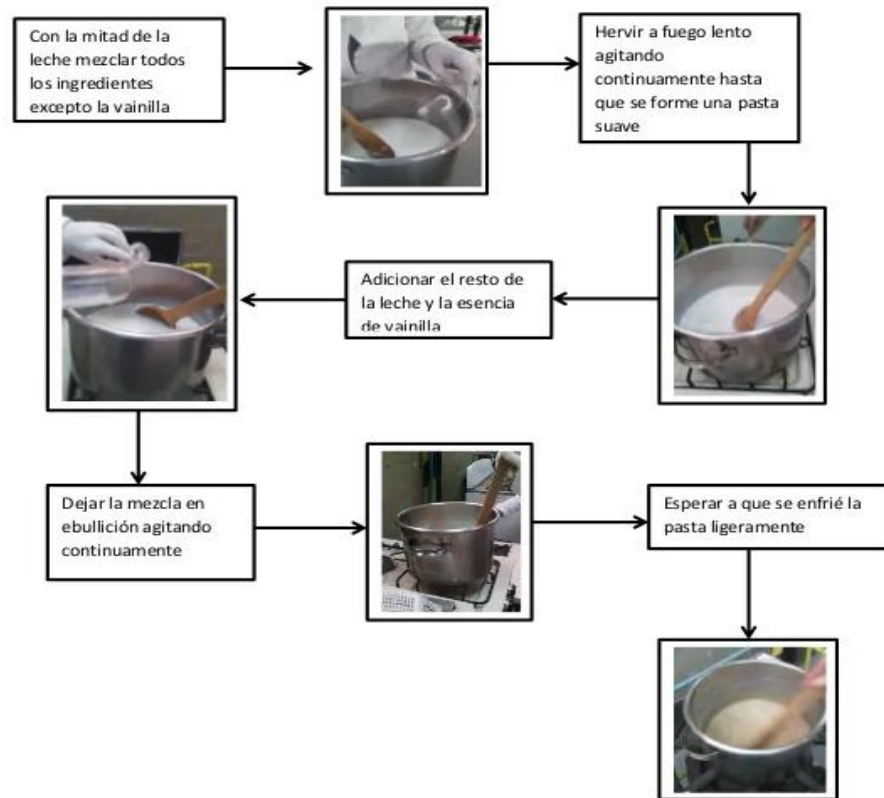 Con la mitad de la
leche mezclar todos
los ingredientes
excepto la vainilla
Hervir a fuego lento
agitando
continuamente hasta
que se forme una pasta
suave
Adicionar el resto de
la leche y la esencia
de vainilla
Dejar la mezcla en
ebullición agitando
continuamente
Esperar a que se enfrié la
pasta ligeramente